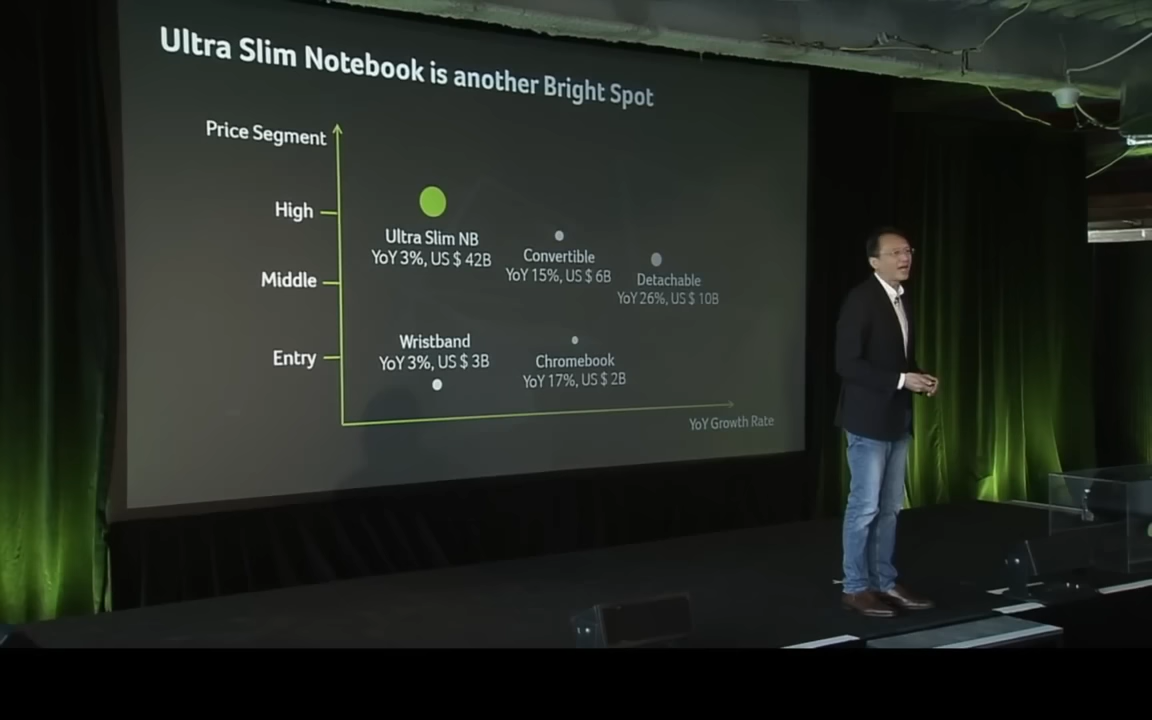 Ultra Slim Notebook is another Bright Spot
Price Segment
High
Ultra Slim NB
YoY 3%, US $ 42B
Convertible
YoY 15%, US $ 6B
Middle
Detachable
YoY 26%, US $ 10B
Entry
Wristband
YoY 3%, US $ 3B
Chromebook
YoY 17%, US $ 2B
YoY Growth Rate